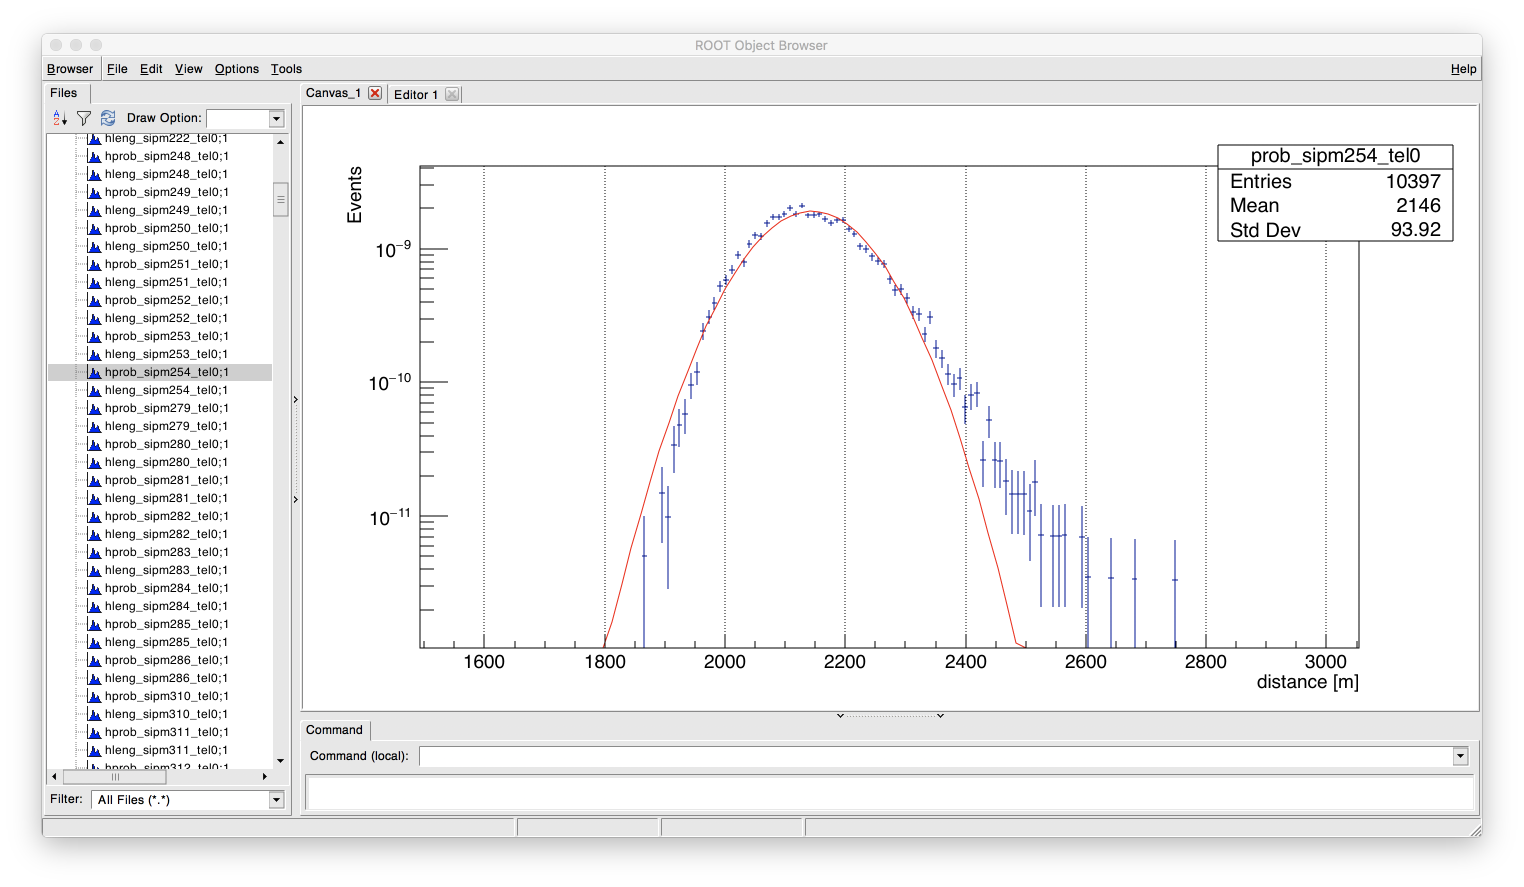 ROOT Object Browser
Browser File Edit View Options Tools Help
Files
Canvas_1 Editor 1
Draw Option:
hleng_sipm222_tel0;1
hprob_sipm248_tel0;1
hleng_sipm248_tel0;1
hprob_sipm249_tel0;1
hleng_sipm249_tel0;1
hprob_sipm250_tel0;1
hleng_sipm250_tel0;1
hprob_sipm251_tel0;1
hleng_sipm251_tel0;1
hprob_sipm252_tel0;1
hleng_sipm252_tel0;1
hprob_sipm253_tel0;1
hleng_sipm253_tel0;1
hprob_sipm254_tel0;1
hleng_sipm254_tel0;1
hprob_sipm279_tel0;1
hleng_sipm279_tel0;1
hprob_sipm280_tel0;1
hleng_sipm280_tel0;1
hprob_sipm281_tel0;1
hleng_sipm281_tel0;1
hprob_sipm282_tel0;1
hleng_sipm282_tel0;1
hprob_sipm283_tel0;1
hleng_sipm283_tel0;1
hprob_sipm284_tel0;1
hleng_sipm284_tel0;1
hprob_sipm285_tel0;1
hleng_sipm285_tel0;1
hprob_sipm286_tel0;1
hleng_sipm286_tel0;1
hprob_sipm310_tel0;1
hleng_sipm310_tel0;1
hprob_sipm311_tel0;1
hleng_sipm311_tel0;1
hprob_sipm312_tel0;1
Filter: All Files (*.*)
Events
10⁻⁹
10⁻¹⁰
10⁻¹¹
prob_sipm254_tel0
Entries 10397
Mean 2146
Std Dev 93.92
1600 1800 2000 2200 2400 2600 2800 3000
distance [m]
Command
Command (local):